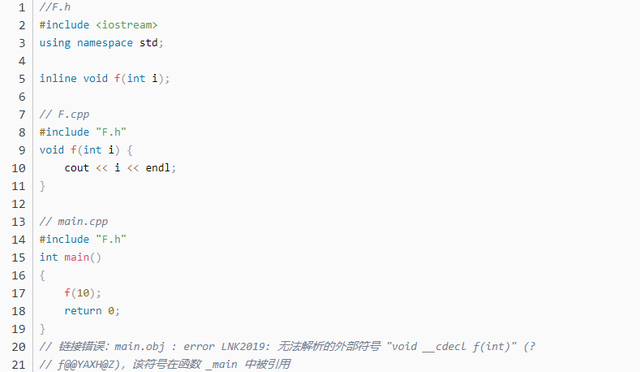 1 //F.h
2 #include <iostream>
3 using namespace std;
4
5 inline void f(int i);
6
7 // F.cpp
8 #include "F.h"
9 void f(int i) {
10     cout << i << endl;
11 }
12
13 // main.cpp
14 #include "F.h"
15 int main()
16 {
17     f(10);
18     return 0;
19 }
20 // 链接错误：main.obj : error LNK2019: 无法解析的外部符号 "void __cdecl f(int)" (?
21 // f@@YAXH@Z)，该符号在函数 _main 中被引用